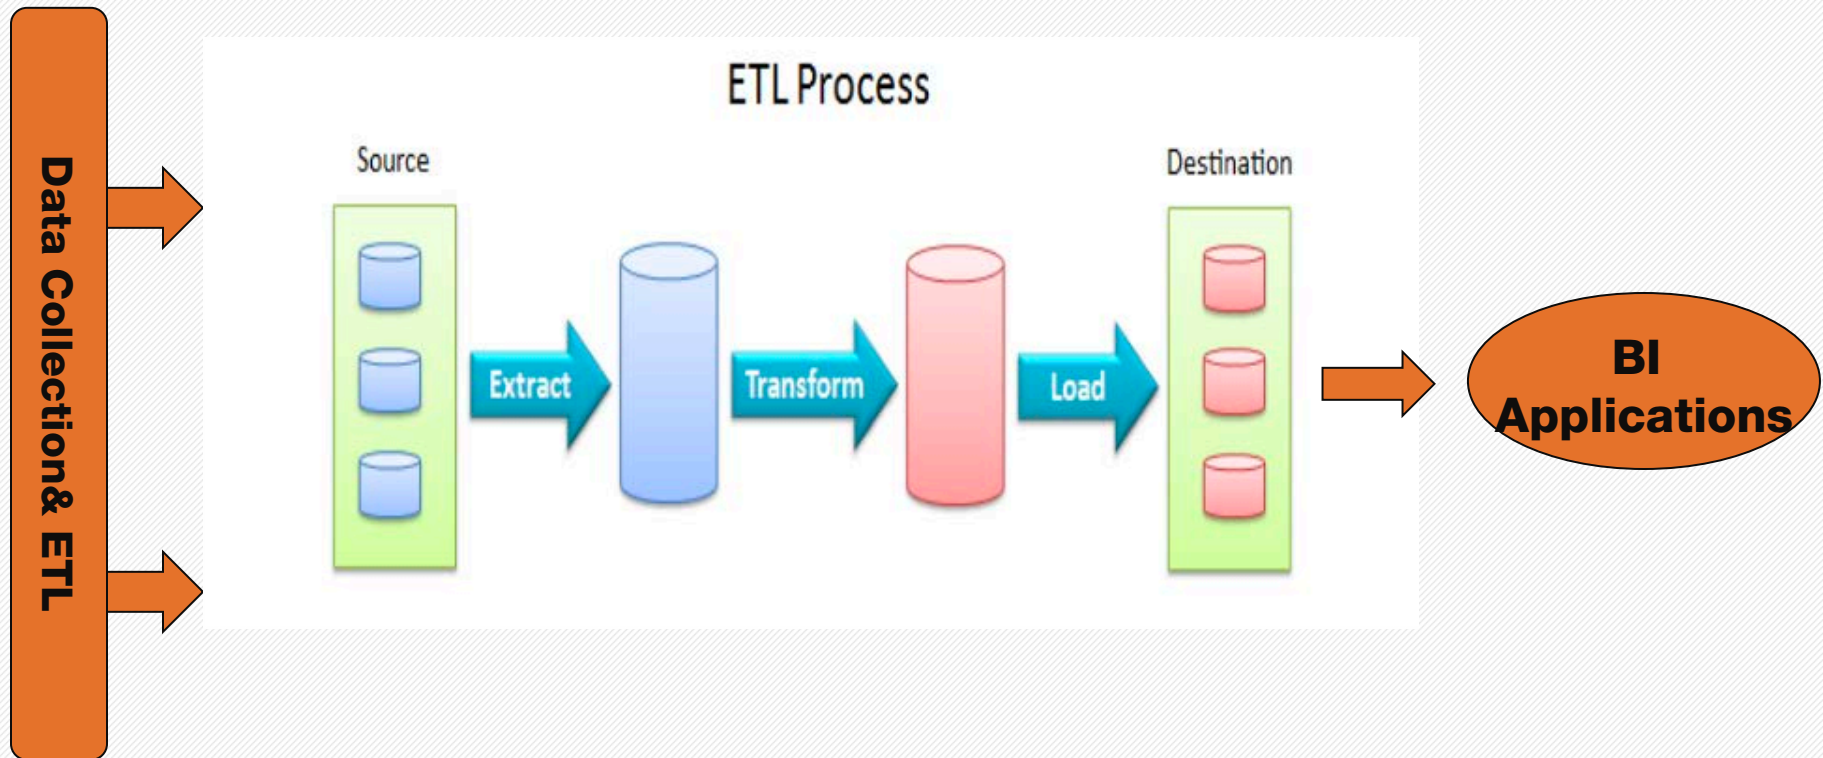 Data Collection& ETL
ETL Process
Source
Destination
Extract
Transform
Load
BI
Applications